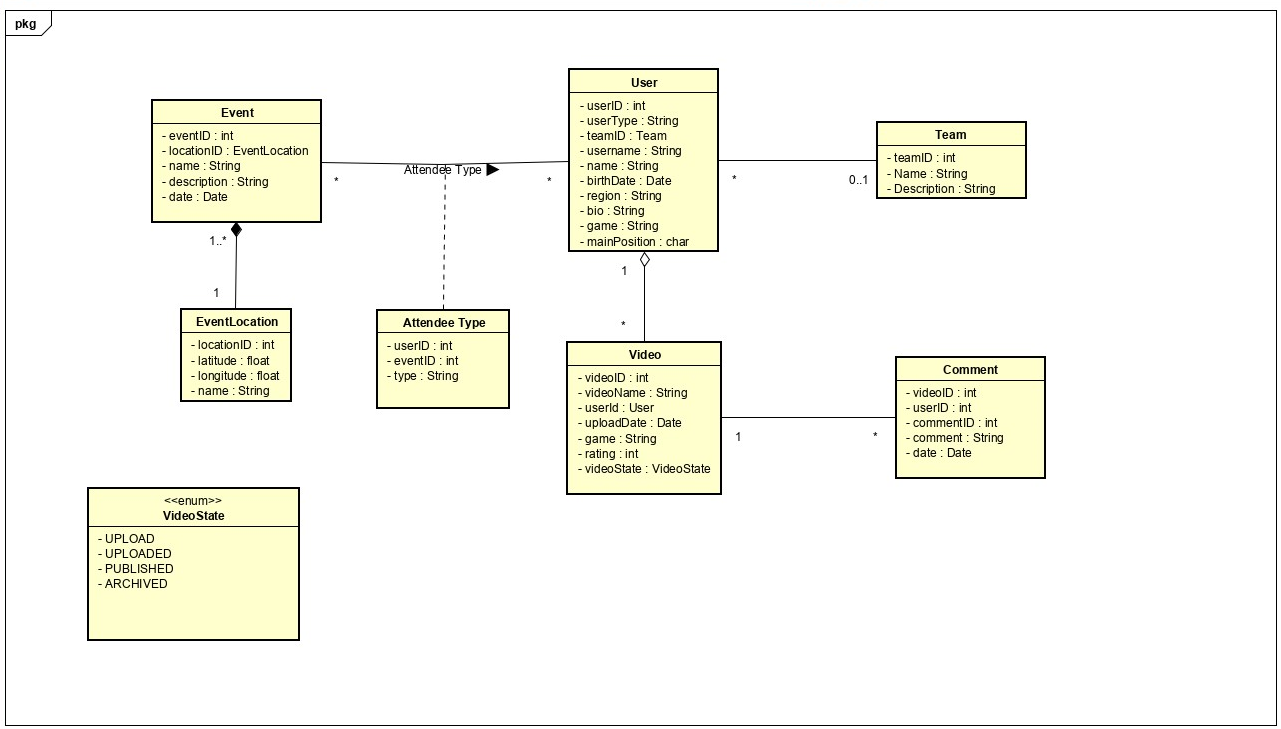 pkg
Event
- eventID : int
- locationID : EventLocation
- name : String
- description : String
- date : Date
Attendee Type
*
*
User
- userID : int
- userType : String
- teamID : Team
- username : String
- name : String
- birthDate : Date
- region : String
- bio : String
- game : String
- mainPosition : char
*
0..1
Team
- teamID : int
- Name : String
- Description : String
1..*
1
EventLocation
- locationID : int
- latitude : float
- longitude : float
- name : String
Attendee Type
- userID : int
- eventID : int
- type : String
1
*
Video
- videoID : int
- videoName : String
- userId : User
- uploadDate : Date
- game : String
- rating : int
- videoState : VideoState
1
*
Comment
- videoID : int
- userID : int
- commentID : int
- comment : String
- date : Date
<<enum>>
VideoState
- UPLOAD
- UPLOADED
- PUBLISHED
- ARCHIVED